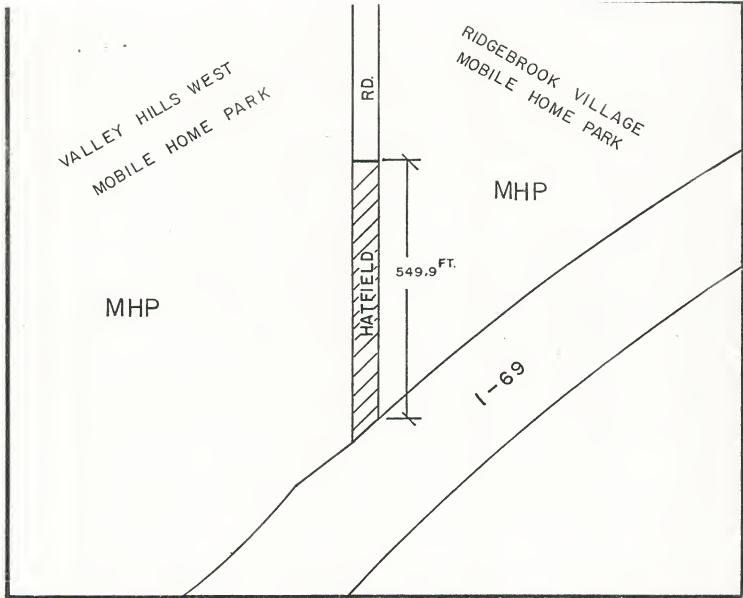 VALLEY HILLS WEST
MOBILE HOME PARK
RD.
RIDGEBROOK VILLAGE
MOBILE HOME PARK
MHP
549.9 FT.
HATFIELD
MHP
I-69